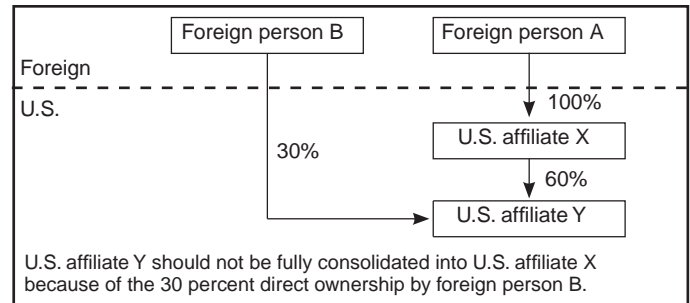 Foreign person B
Foreign person A
Foreign
U.S.
100%
U.S. affiliate X
30%
60%
U.S. affiliate Y
U.S. affiliate Y should not be fully consolidated into U.S. affiliate X
because of the 30 percent direct ownership by foreign person B.